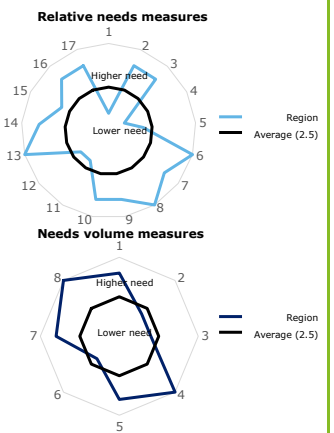 Relative needs measures
1
17 2
16 3
Higher need
15 4
14 5
Lower need
Region
Average (2.5)
13 6
12 7
11 8
10 9
Needs volume measures
1
8 2
Higher need
7 3
Lower need
Region
Average (2.5)
6 4
5